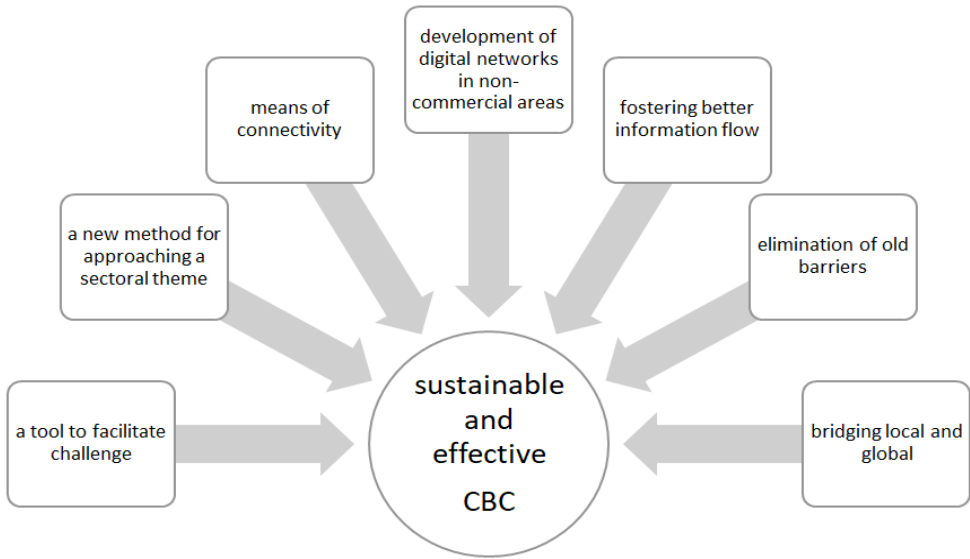 development of
digital networks
in non-
commercial areas
means of
connectivity
fostering better
information flow
a new method for
approaching a
sectoral theme
elimination of old
barriers
a tool to facilitate
challenge
sustainable
and
effective
CBC
bridging local and
global